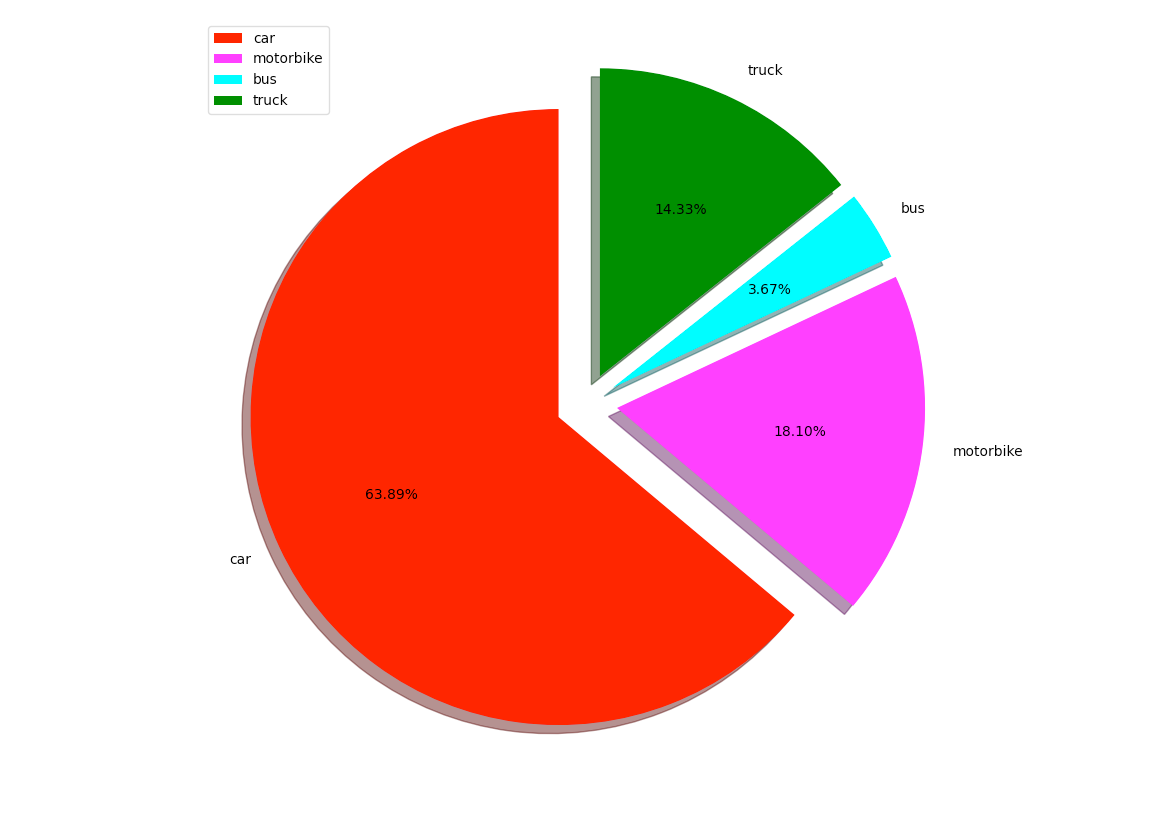 car
motorbike
bus
truck
truck
14.33%
bus
3.67%
18.10%
motorbike
63.89%
car